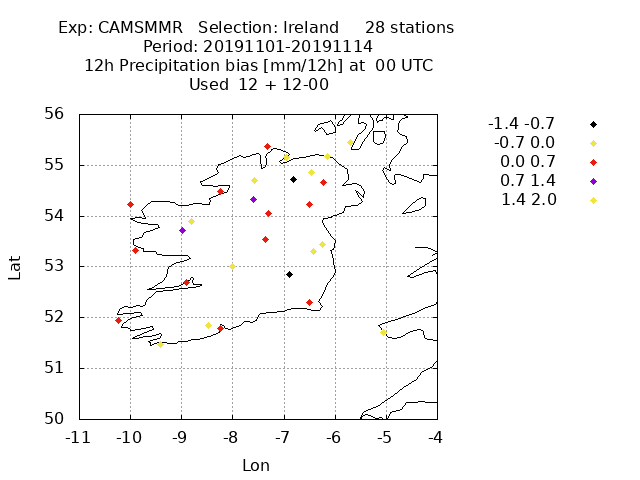 Exp: CAMSMMR   Selection: Ireland     28 stations
Period: 20191101-20191114
12h Precipitation bias [mm/12h] at  00 UTC
Used  12 + 12-00
-1.4 -0.7
-0.7 0.0
0.0 0.7
0.7 1.4
1.4 2.0
56
55
54
53
52
51
50
Lat
-11 -10 -9 -8 -7 -6 -5 -4
Lon